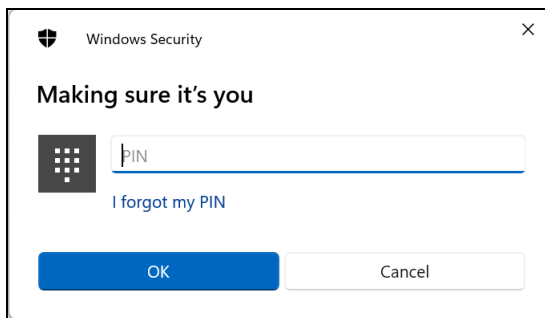 Windows Security
Making sure it’s you
PIN
I forgot my PIN
OK
Cancel